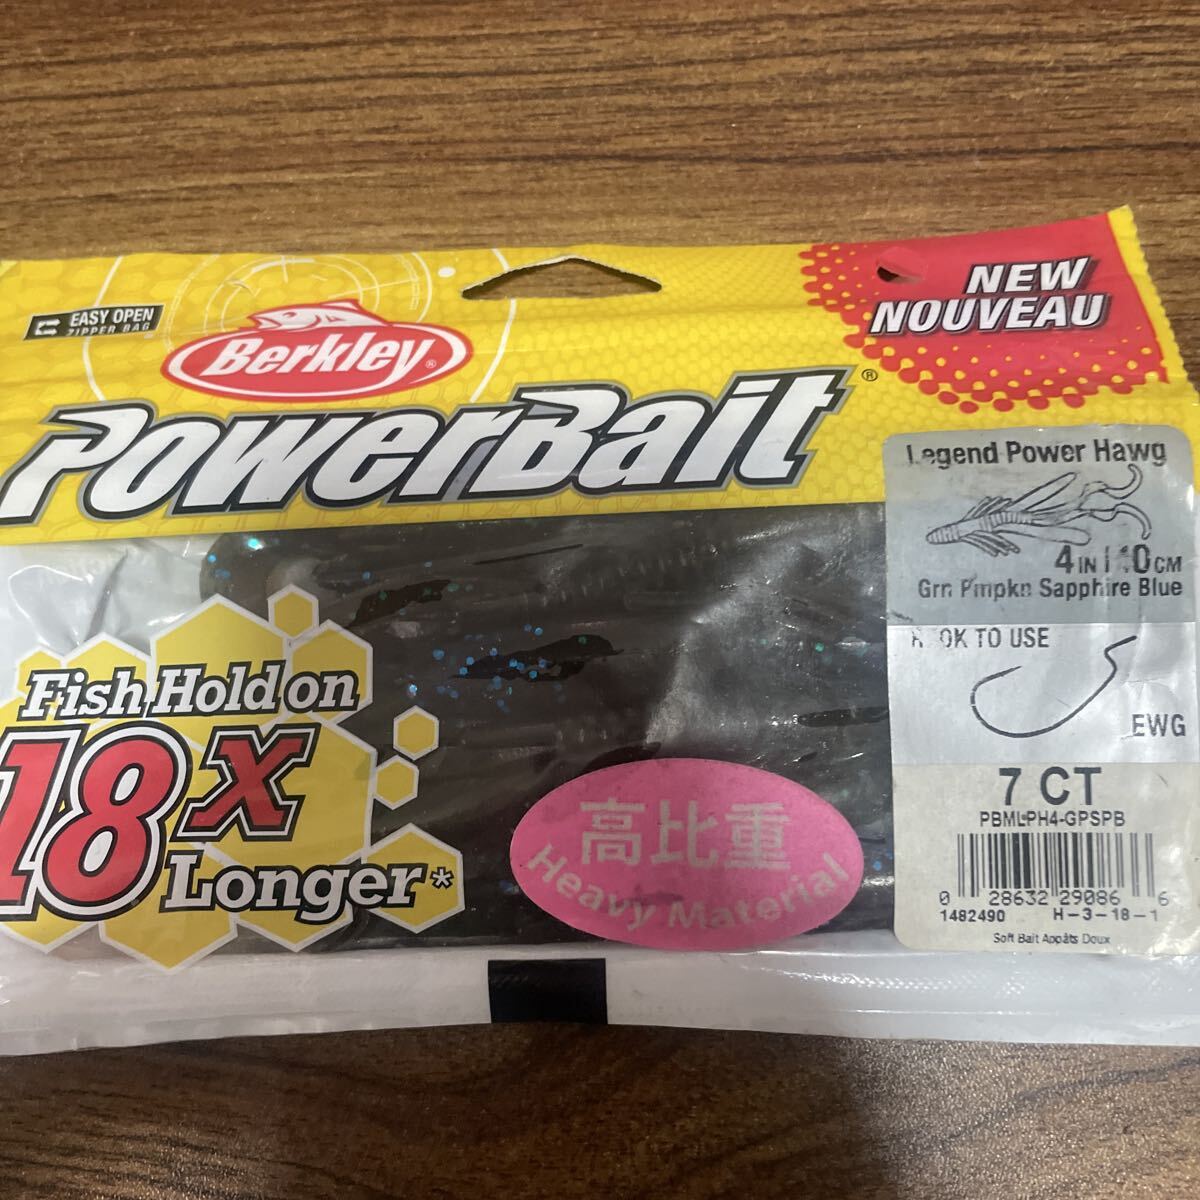 EASY OPEN
ZIPPER BAG
Berkley®
PowerBait®
NEW
NOUVEAU
Fish Hold on
18X
Longer*
高比重
Heavy Material
Legend Power Hawg
4IN | 10CM
Grn Pmpkn Sapphire Blue
HOOK TO USE
EWG
7 CT
PBMLPH4-GPSPB
0 28632 29086 6
1482490 H-3-18-1
Soft Bait Appâts Doux